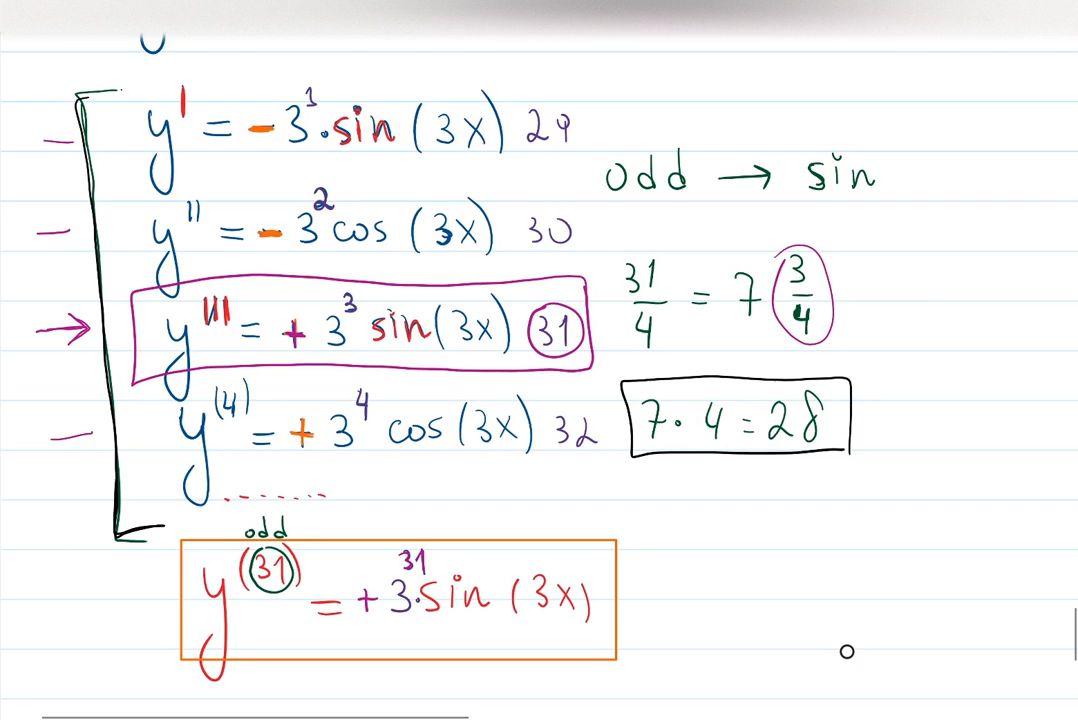 y' = - 3¹·sin (3x) 29
odd → sin
y'' = - 3² cos (3x) 30
31/4 = 7 3/4
y''' = + 3³ sin(3x) 31
y⁽⁴⁾ = + 3⁴ cos(3x) 32
7 · 4 = 28
........
odd
y⁽³¹⁾ = + 3³¹·sin (3x)